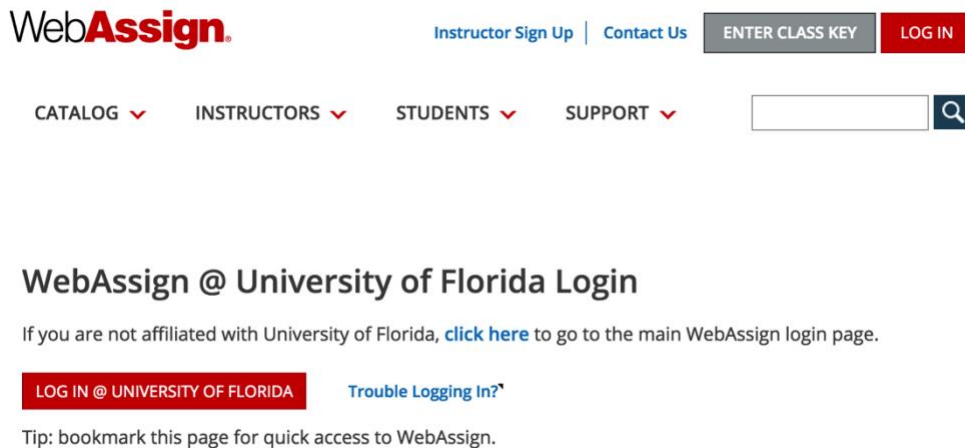 WebAssign.
Instructor Sign Up | Contact Us ENTER CLASS KEY LOG IN
CATALOG INSTRUCTORS STUDENTS SUPPORT
WebAssign @ University of Florida Login
If you are not affiliated with University of Florida, click here to go to the main WebAssign login page.
LOG IN @ UNIVERSITY OF FLORIDA Trouble Logging In?
Tip: bookmark this page for quick access to WebAssign.